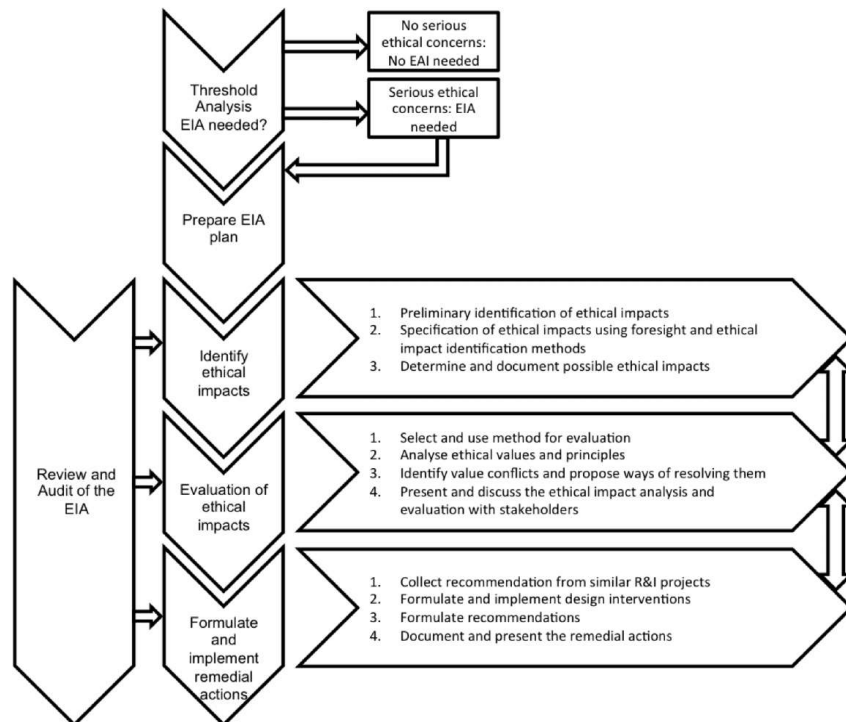 No serious
ethical concerns:
No EAI needed
Threshold
Analysis
EIA needed?
Serious ethical
concerns: EIA
needed
Prepare EIA
plan
Review and
Audit of the
EIA
Identify
ethical
impacts
1. Preliminary identification of ethical impacts
2. Specification of ethical impacts using foresight and ethical
impact identification methods
3. Determine and document possible ethical impacts
Evaluation of
ethical
impacts
1. Select and use method for evaluation
2. Analyse ethical values and principles
3. Identify value conflicts and propose ways of resolving them
4. Present and discuss the ethical impact analysis and
evaluation with stakeholders
Formulate
and
implement
remedial
actions
1. Collect recommendation from similar R&I projects
2. Formulate and implement design interventions
3. Formulate recommendations
4. Document and present the remedial actions